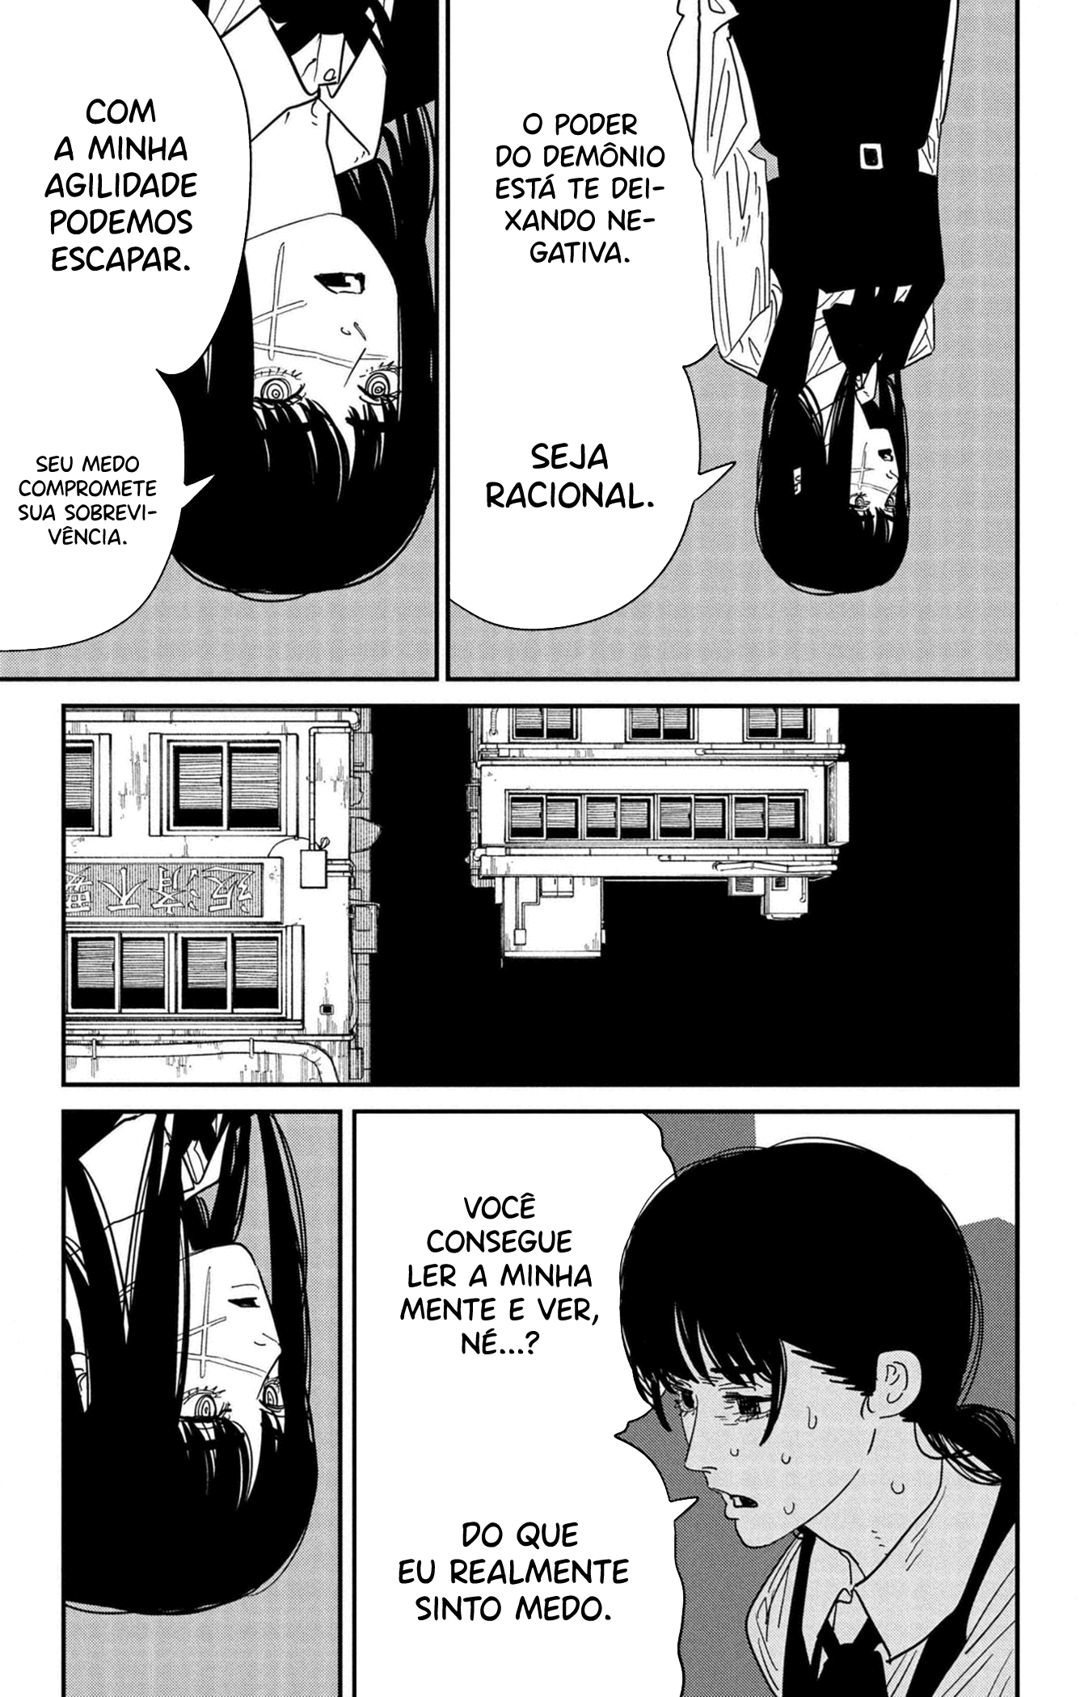 O PODER
DO DEMÔNIO
ESTÁ TE DEI-
XANDO NE-
GATIVA.
SEJA
RACIONAL.
COM
A MINHA
AGILIDADE
PODEMOS
ESCAPAR.
SEU MEDO
COMPROMETE
SUA SOBREVI-
VÊNCIA.
VOCÊ
CONSEGUE
LER A MINHA
MENTE E VER,
NÉ...?
DO QUE
EU REALMENTE
SINTO MEDO.